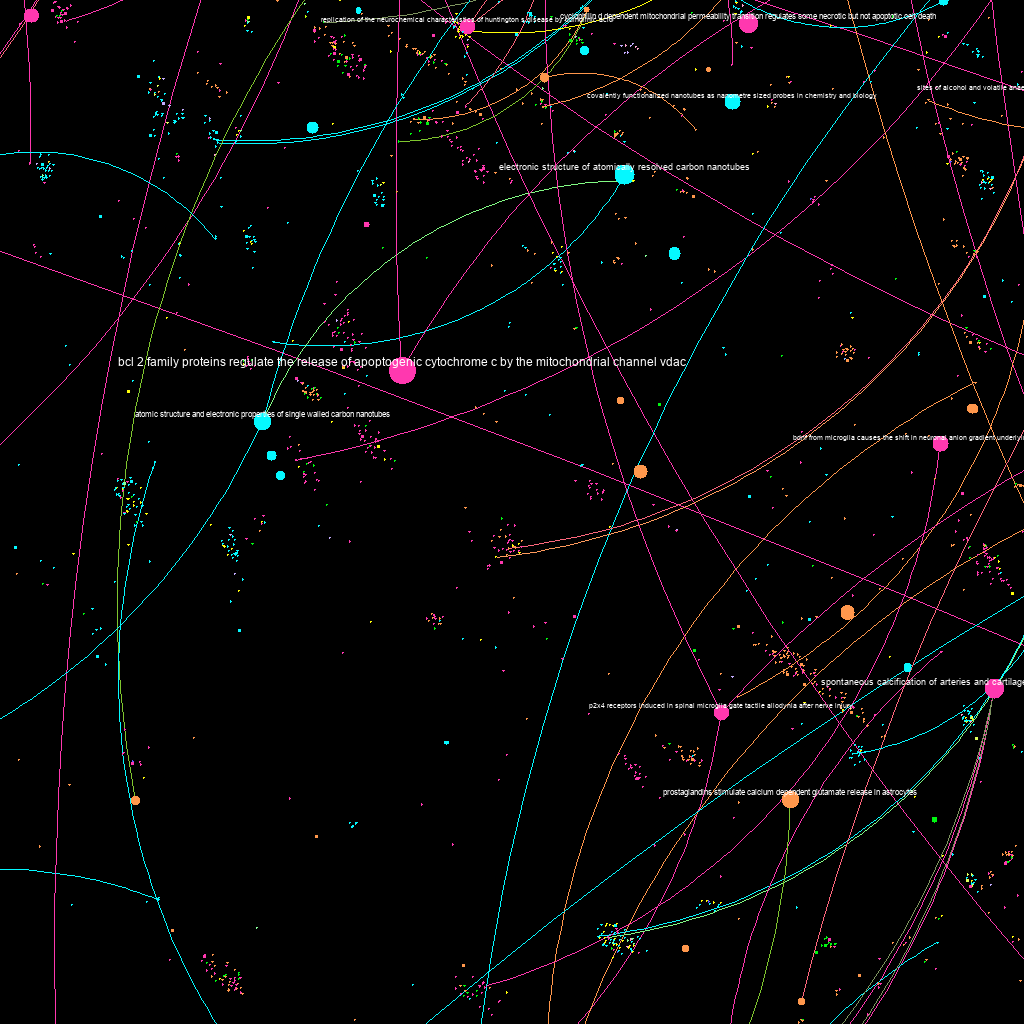 replication of the neurochemical characteristics of huntington s disease by
cyclophilin d dependent mitochondrial permeability transition regulates some necrotic but not apoptotic cell death
sites of alcohol and volatile
covalently functionalized nanotubes as nanometre sized probes in chemistry and biology
electronic structure of atomically resolved carbon nanotubes
bcl 2 family proteins regulate the release of apoptogenic cytochrome c by the mitochondrial channel vdac
atomic structure and electronic properties of single walled carbon nanotubes
bdnf from microglia causes the shift in neuronal anion gradient underlying
spontaneous calcification of arteries and cartilage
p2x4 receptors induced in spinal microglia gate tactile allodynia after nerve injury
prostaglandins stimulate calcium dependent glutamate release in astrocytes